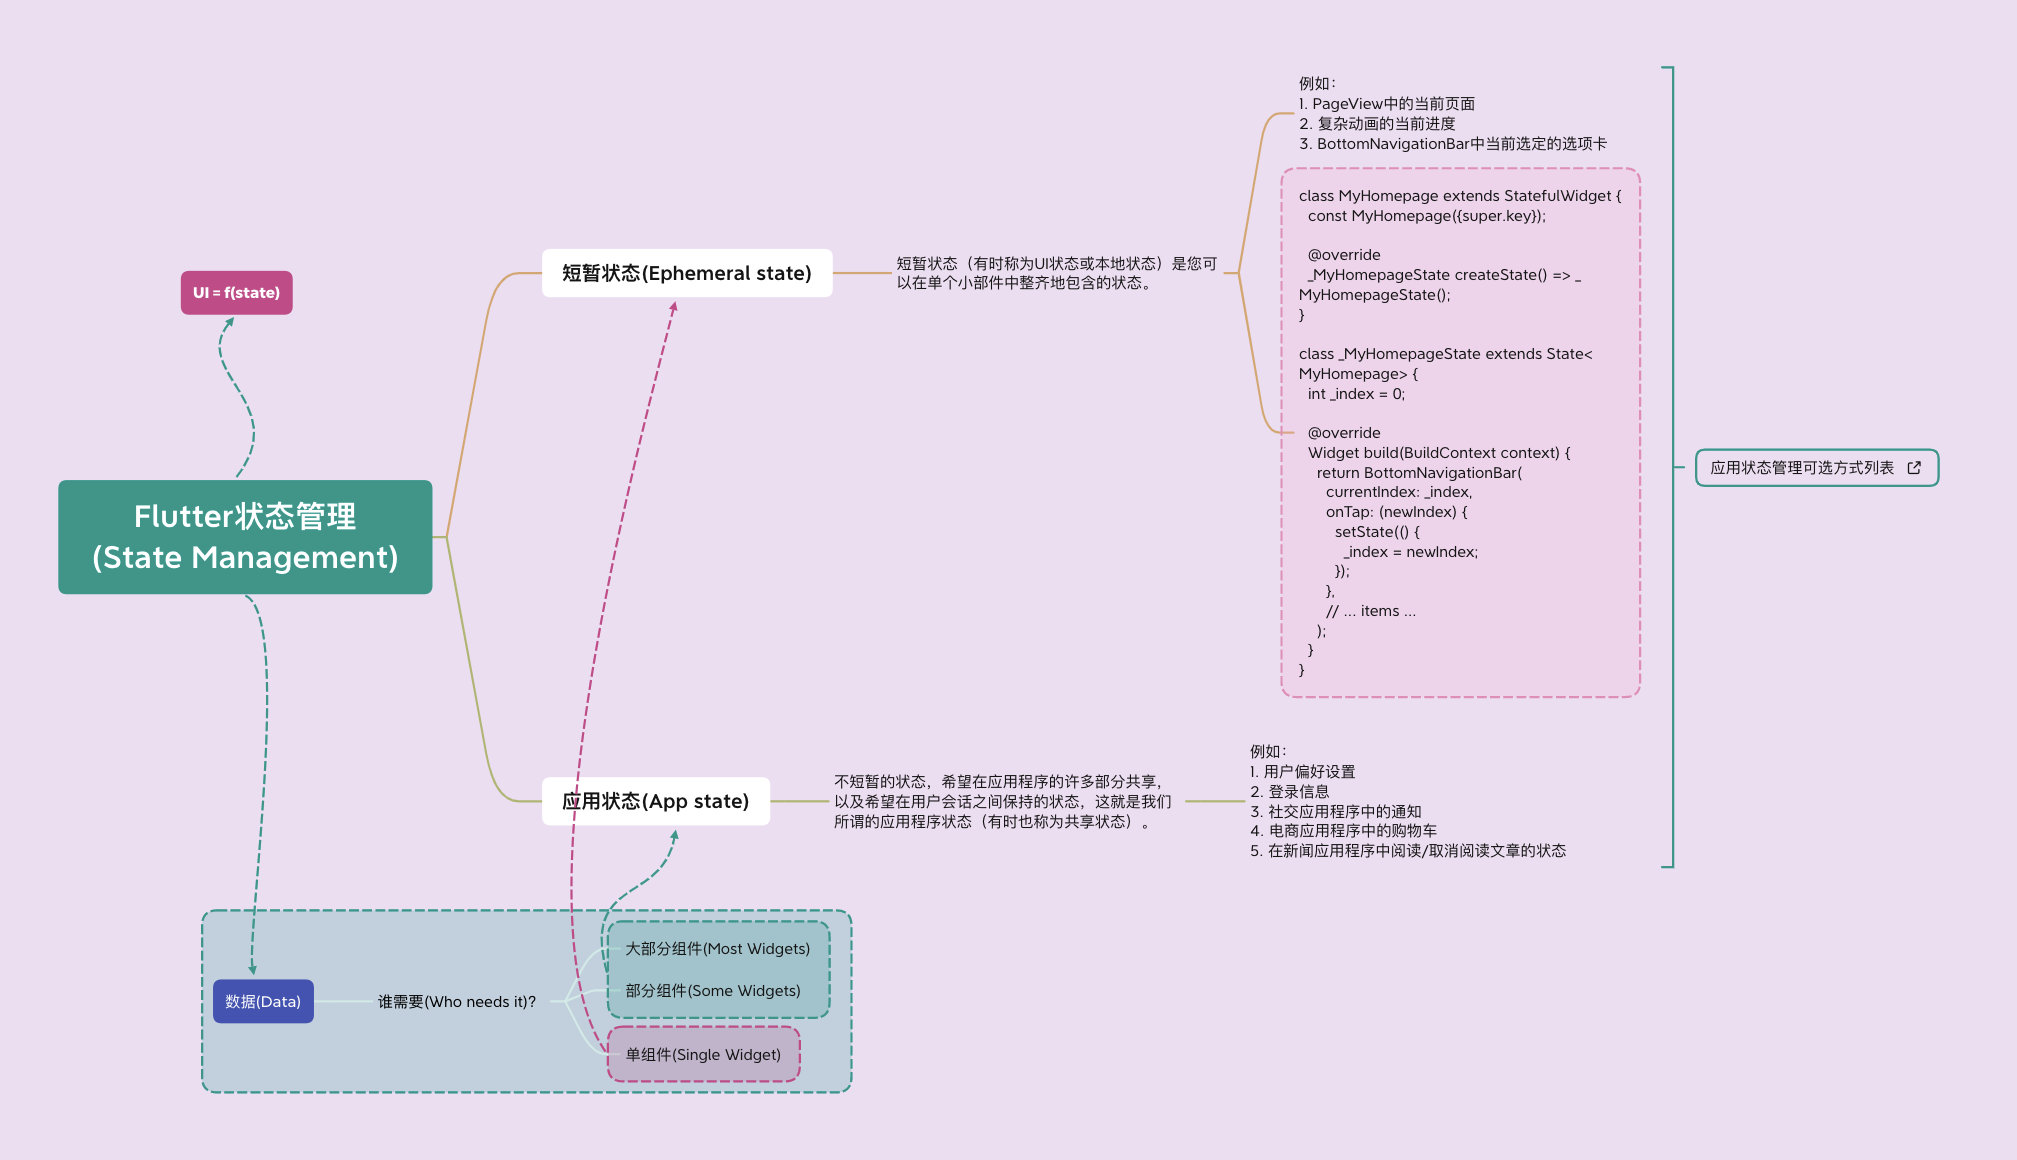 UI = f(state)
Flutter状态管理
(State Management)
短暂状态(Ephemeral state)
短暂状态（有时称为UI状态或本地状态）是您可
以在单个小部件中整齐地包含的状态。
例如：
1. PageView中的当前页面
2. 复杂动画的当前进度
3. BottomNavigationBar中当前选定的选项卡
class MyHomepage extends StatefulWidget {
  const MyHomepage({super.key});

  @override
  _MyHomepageState createState() => _
MyHomepageState();
}

class _MyHomepageState extends State<
MyHomepage> {
  int _index = 0;

  @override
  Widget build(BuildContext context) {
    return BottomNavigationBar(
      currentIndex: _index,
      onTap: (newIndex) {
        setState(() {
          _index = newIndex;
        });
      },
      // ... items ...
    );
  }
}
应用状态(App state)
不短暂的状态，希望在应用程序的许多部分共享，
以及希望在用户会话之间保持的状态，这就是我们
所谓的应用程序状态（有时也称为共享状态）。
例如：
1. 用户偏好设置
2. 登录信息
3. 社交应用程序中的通知
4. 电商应用程序中的购物车
5. 在新闻应用程序中阅读/取消阅读文章的状态
应用状态管理可选方式列表
数据(Data)
谁需要(Who needs it)?
大部分组件(Most Widgets)
部分组件(Some Widgets)
单组件(Single Widget)